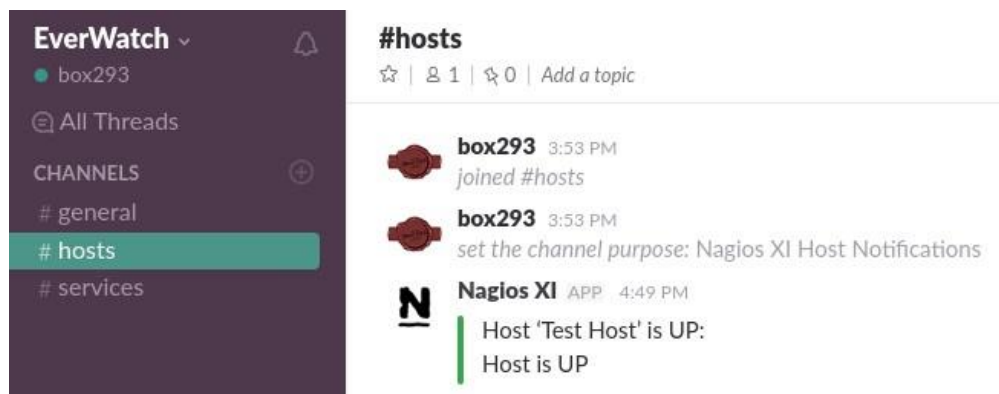 EverWatch
box293
All Threads
CHANNELS
# general
# hosts
# services
#hosts
1 | 0 | Add a topic
box293 3:53 PM
joined #hosts
box293 3:53 PM
set the channel purpose: Nagios XI Host Notifications
N
Nagios XI APP 4:49 PM
Host ‘Test Host’ is UP:
Host is UP